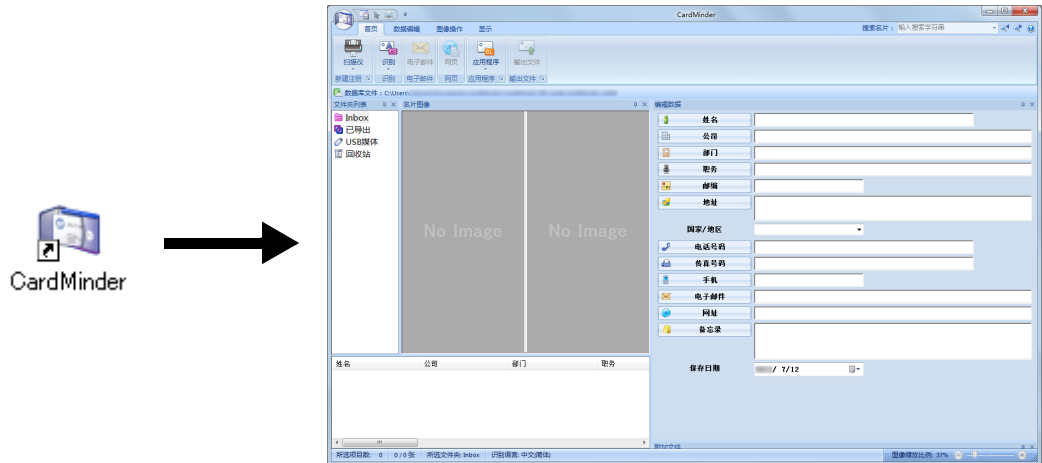 CardMinder
CardMinder
首页 数据编辑 图像操作 显示 搜索名片： 输入搜索字符串
扫描仪 识别 电子邮件 网页 应用程序 输出文件
新建注册 识别 电子邮件 网页 应用程序 输出文件
数据库文件：C:\Users\
文件夹列表 名片图像 编辑数据
Inbox
已导出
USB媒体
回收站
No Image No Image
姓名
公司
部门
职务
邮编
地址
国家/地区
电话号码
传真号码
手机
电子邮件
网址
备忘录
保存日期 / 7/12
姓名 公司 部门 职务
所选项目数: 0 0/0 张 所选文件夹: Inbox 识别语言: 中文(简体) 图像缩放比例: 37%